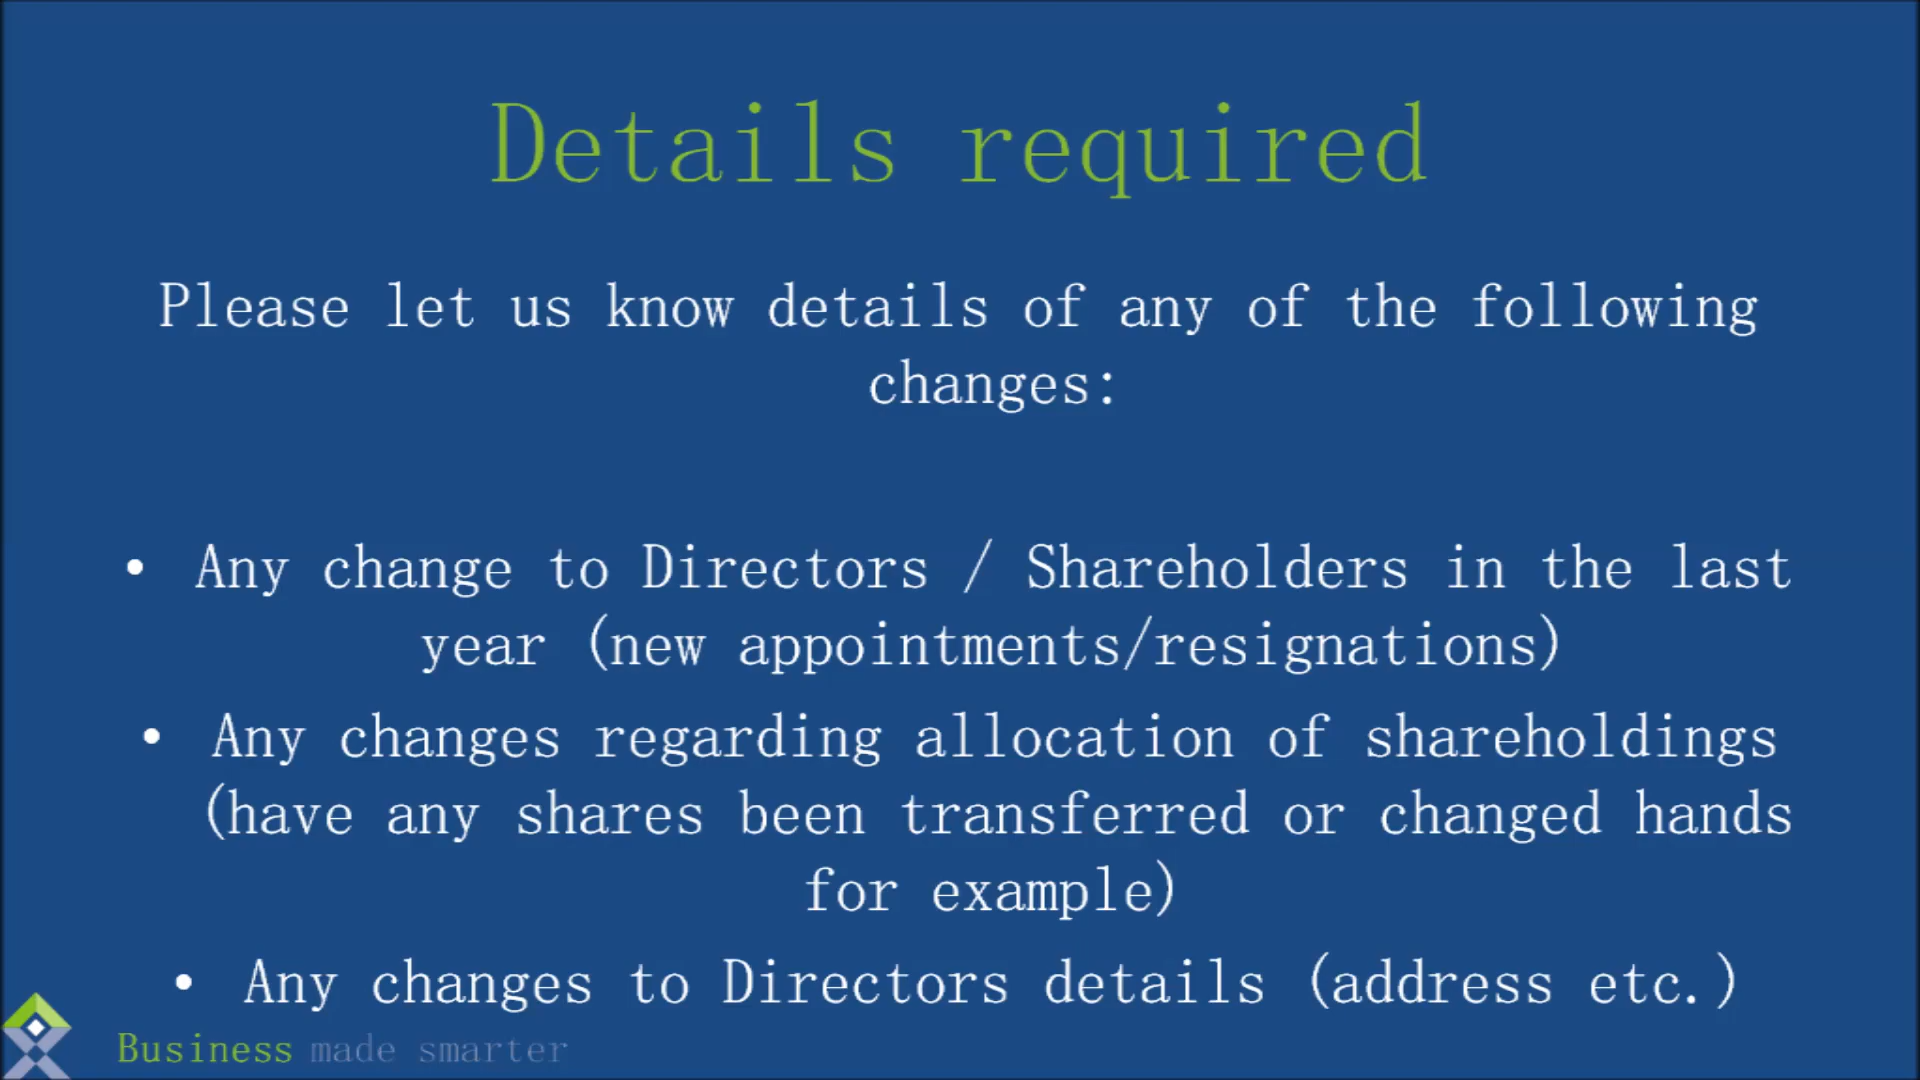 Details required
Please let us know details of any of the following
changes:
• Any change to Directors / Shareholders in the last
year (new appointments/resignations)
• Any changes regarding allocation of shareholdings
(have any shares been transferred or changed hands
for example)
• Any changes to Directors details (address etc.)
Business made smarter